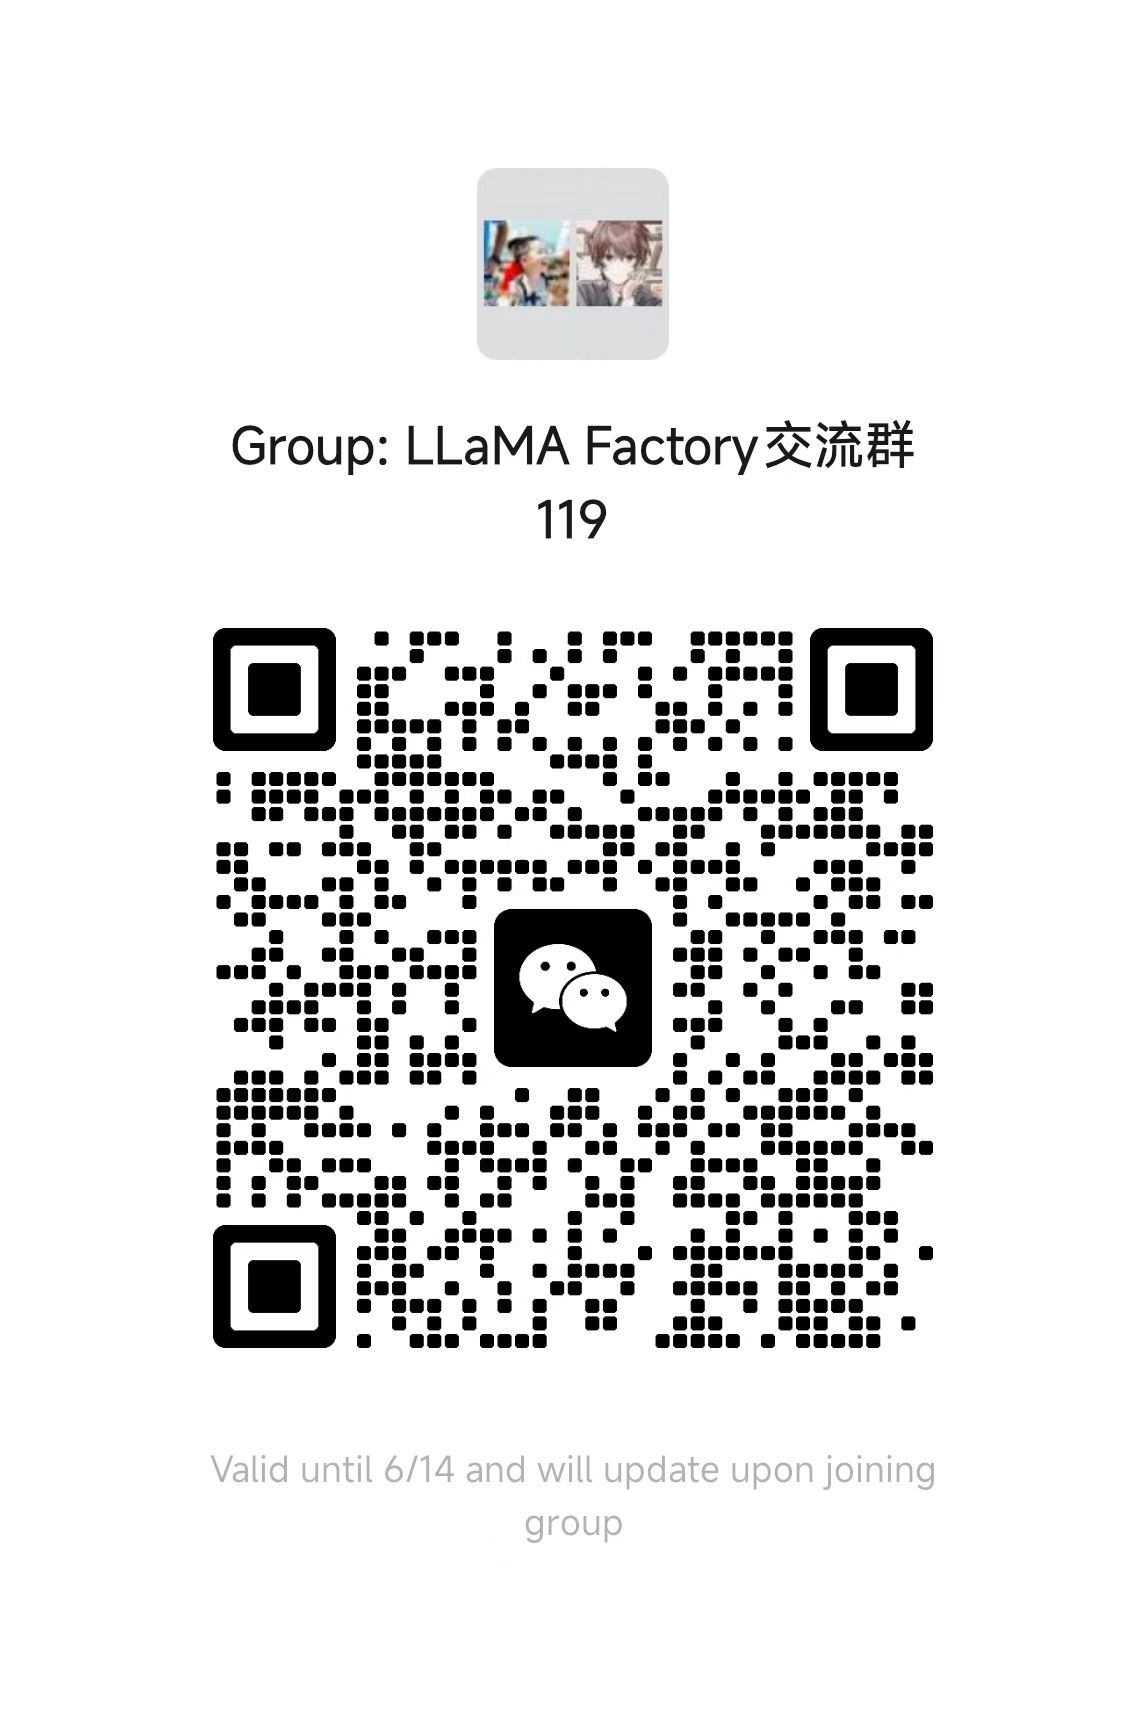 Group: LLaMA Factory交流群
119
Valid until 6/14 and will update upon joining
group